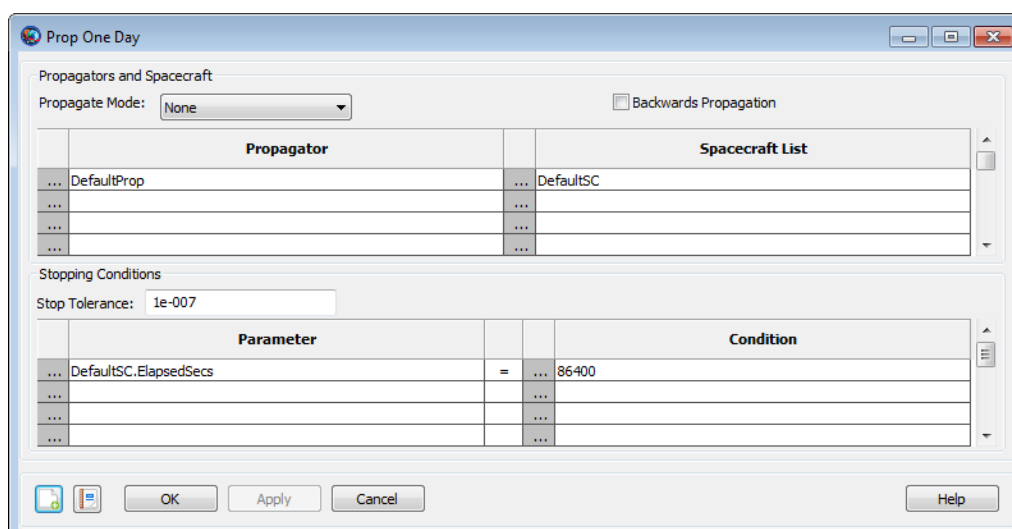 Prop One Day
Propagators and Spacecraft
Propagate Mode: None Backwards Propagation
Propagator Spacecraft List
... DefaultProp ... DefaultSC
... ...
... ...
... ...
Stopping Conditions
Stop Tolerance: 1e-007
Parameter Condition
... DefaultSC.ElapsedSecs = ... 86400
... ...
... ...
... ...
OK Apply Cancel Help